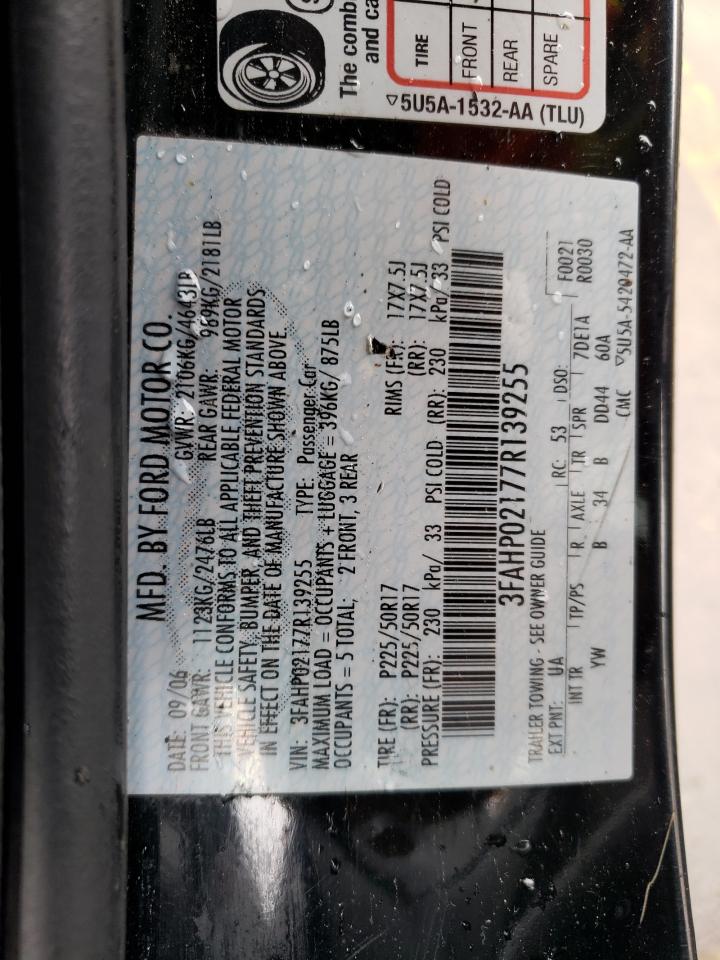 The comb
and ca
TIRE
FRONT
REAR
SPARE
▽5U5A-1532-AA (TLU)
MFD. BY FORD MOTOR CO.
DATE: 09/06 GVWR: 2106KG/4643LB
FRONT GAWR: 1123KG/2476LB REAR GAWR: 989KG/2181LB
THIS VEHICLE CONFORMS TO ALL APPLICABLE FEDERAL MOTOR
VEHICLE SAFETY, BUMPER, AND THEFT PREVENTION STANDARDS
IN EFFECT ON THE DATE OF MANUFACTURE SHOWN ABOVE.
VIN: 3FAHP02177R139255 TYPE: Passenger Car
MAXIMUM LOAD = OCCUPANTS + LUGGAGE = 396KG/ 875LB
OCCUPANTS = 5 TOTAL; 2 FRONT, 3 REAR
TIRE (FR): P225/50R17 RIMS (FR): 17X7.5J
(RR): P225/50R17 (RR): 17X7.5J
PRESSURE (FR): 230 kPa/ 33 PSI COLD (RR): 230 kPa/ 33 PSI COLD
3FAHP02177R139255
TRAILER TOWING - SEE OWNER GUIDE F0021
EXT PNT: UA RC: 53 DSO: R0030
INT TR TP/PS R AXLE TR SPR 7DE1A
YW B 34 B DD44 60A
CMC ▽5U5A-5420472-AA